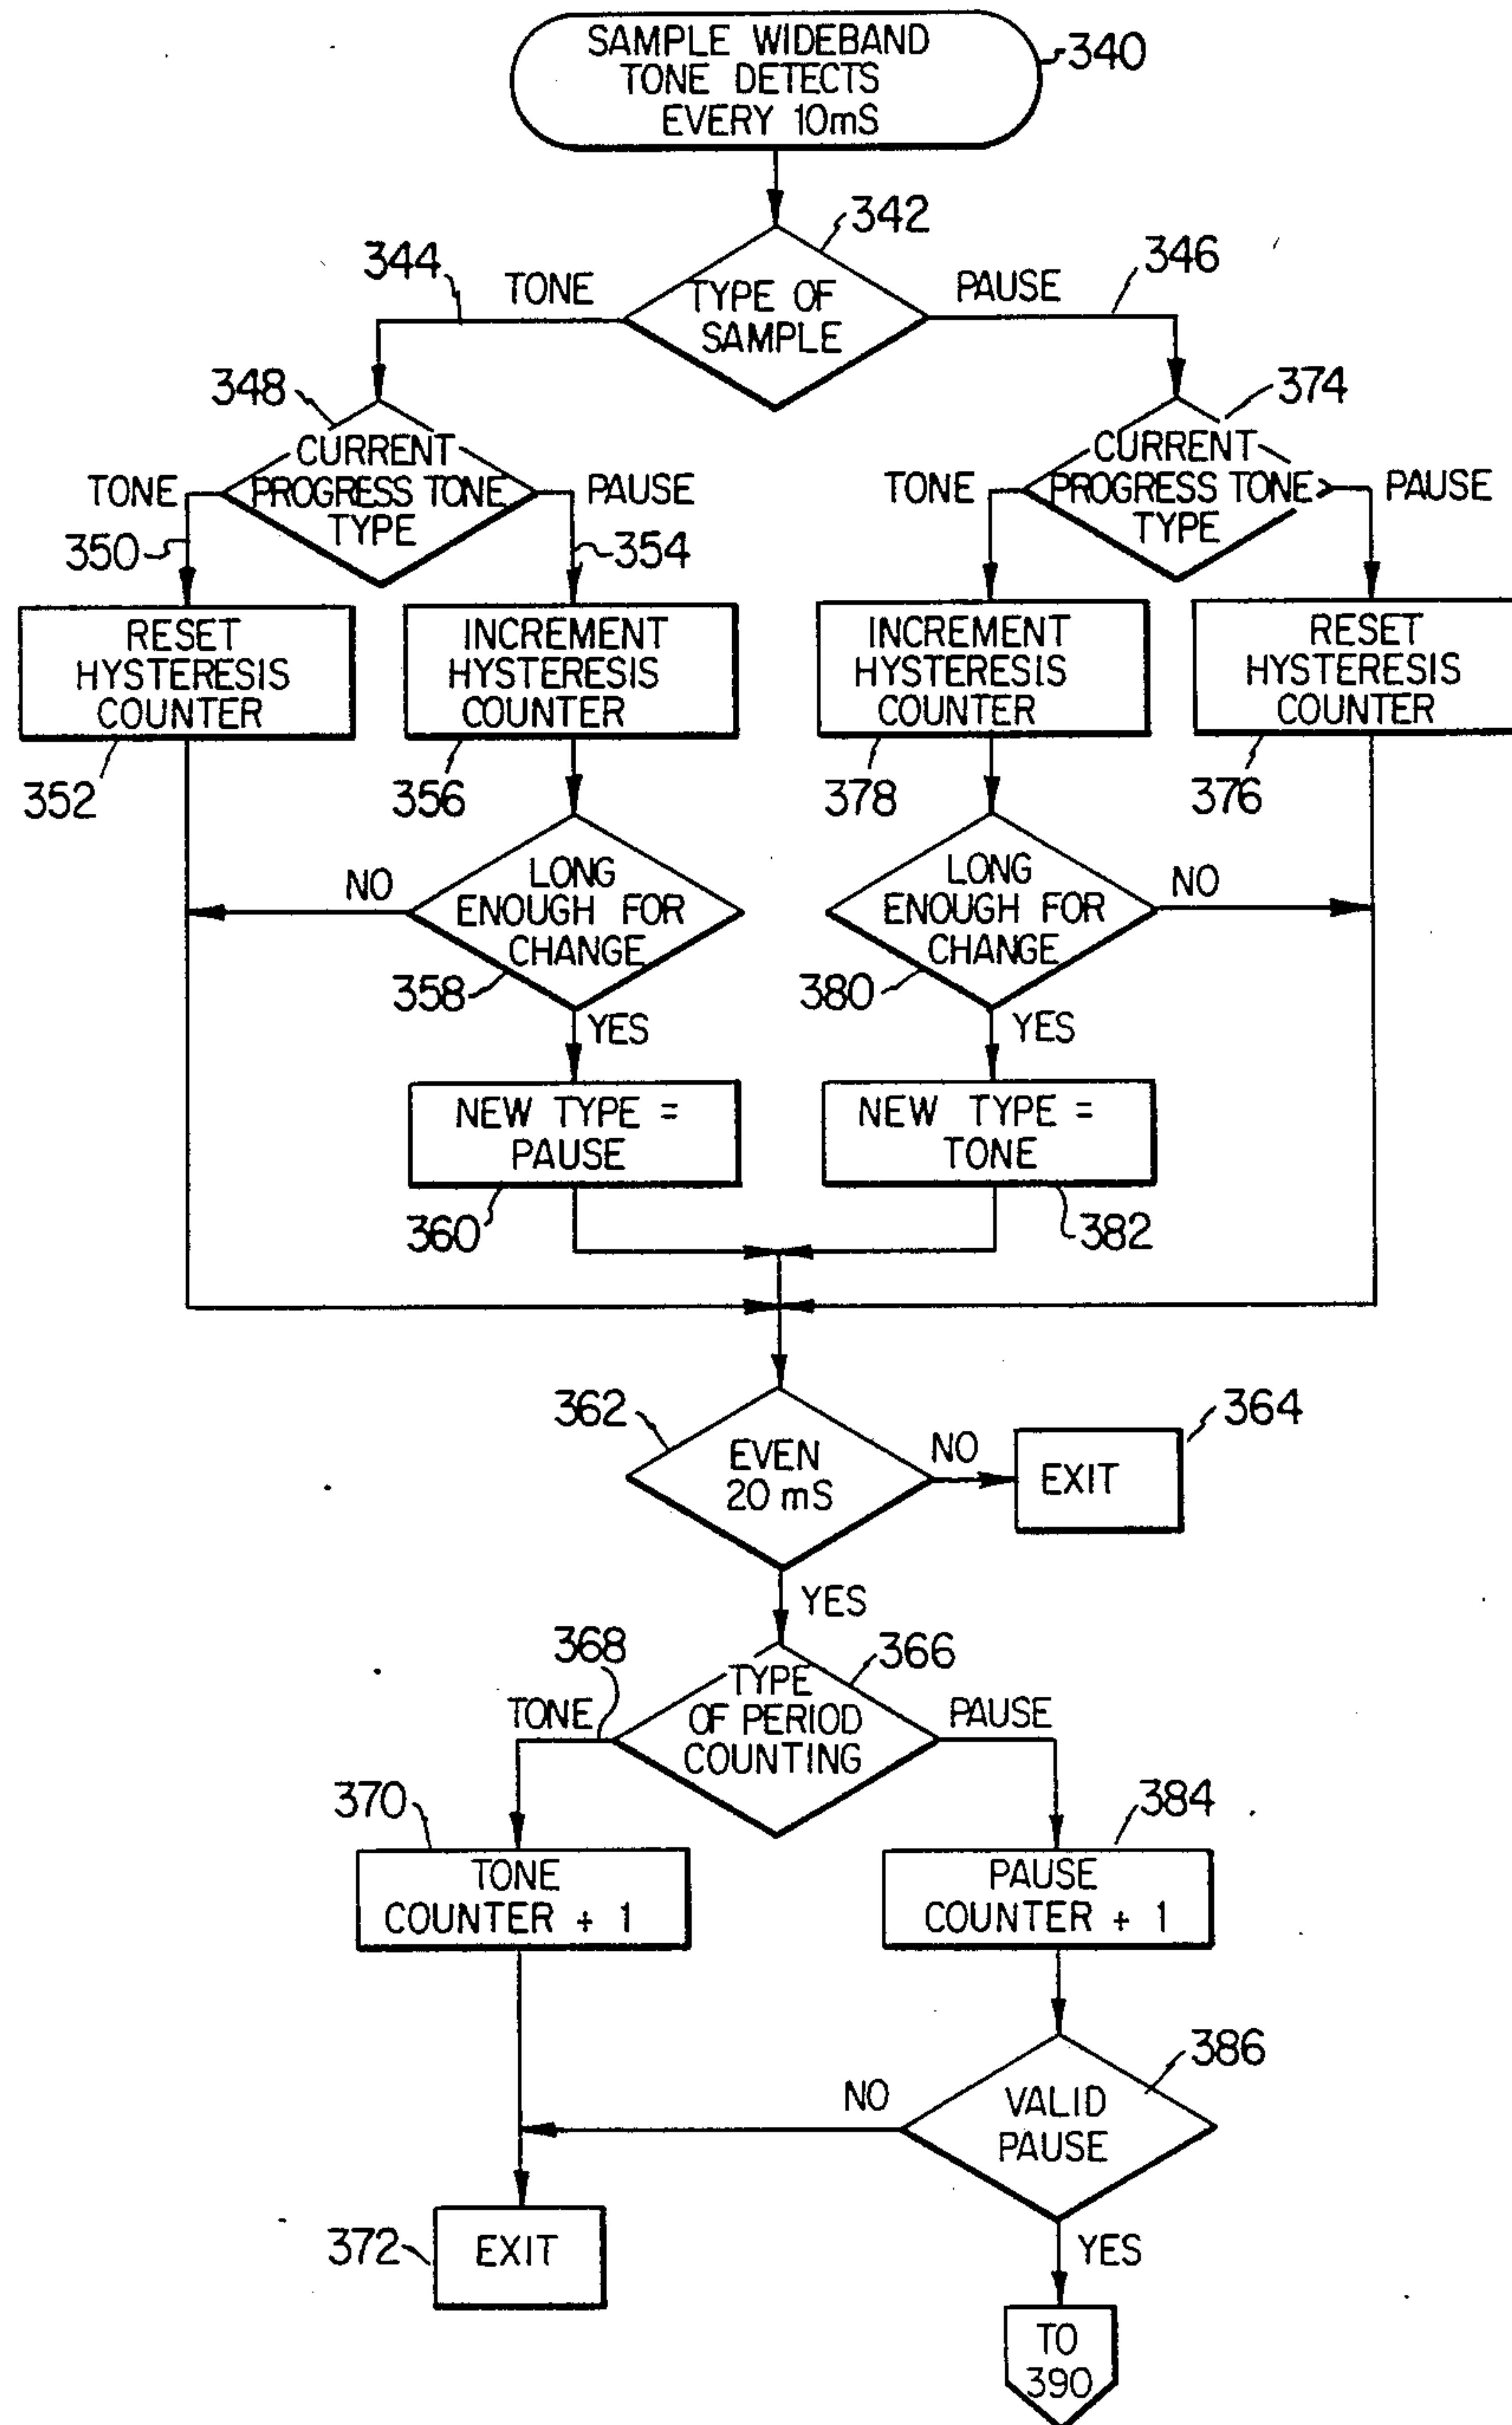 SAMPLE WIDEBAND
TONE DETECTS
EVERY 10mS
340
342
344
TONE
TYPE OF
SAMPLE
PAUSE
346
348
CURRENT
PROGRESS TONE
TYPE
TONE
PAUSE
350
354
374
CURRENT
PROGRESS TONE
TYPE
TONE
PAUSE
RESET
HYSTERESIS
COUNTER
352
INCREMENT
HYSTERESIS
COUNTER
356
INCREMENT
HYSTERESIS
COUNTER
378
RESET
HYSTERESIS
COUNTER
376
NO
LONG
ENOUGH FOR
CHANGE
358
YES
LONG
ENOUGH FOR
CHANGE
NO
380
YES
NEW TYPE =
PAUSE
360
NEW TYPE =
TONE
382
362
EVEN
20 mS
NO
EXIT
364
YES
368
TONE
TYPE
OF PERIOD
COUNTING
366
PAUSE
370
TONE
COUNTER + 1
384
PAUSE
COUNTER + 1
NO
VALID
PAUSE
386
372
EXIT
YES
TO
390